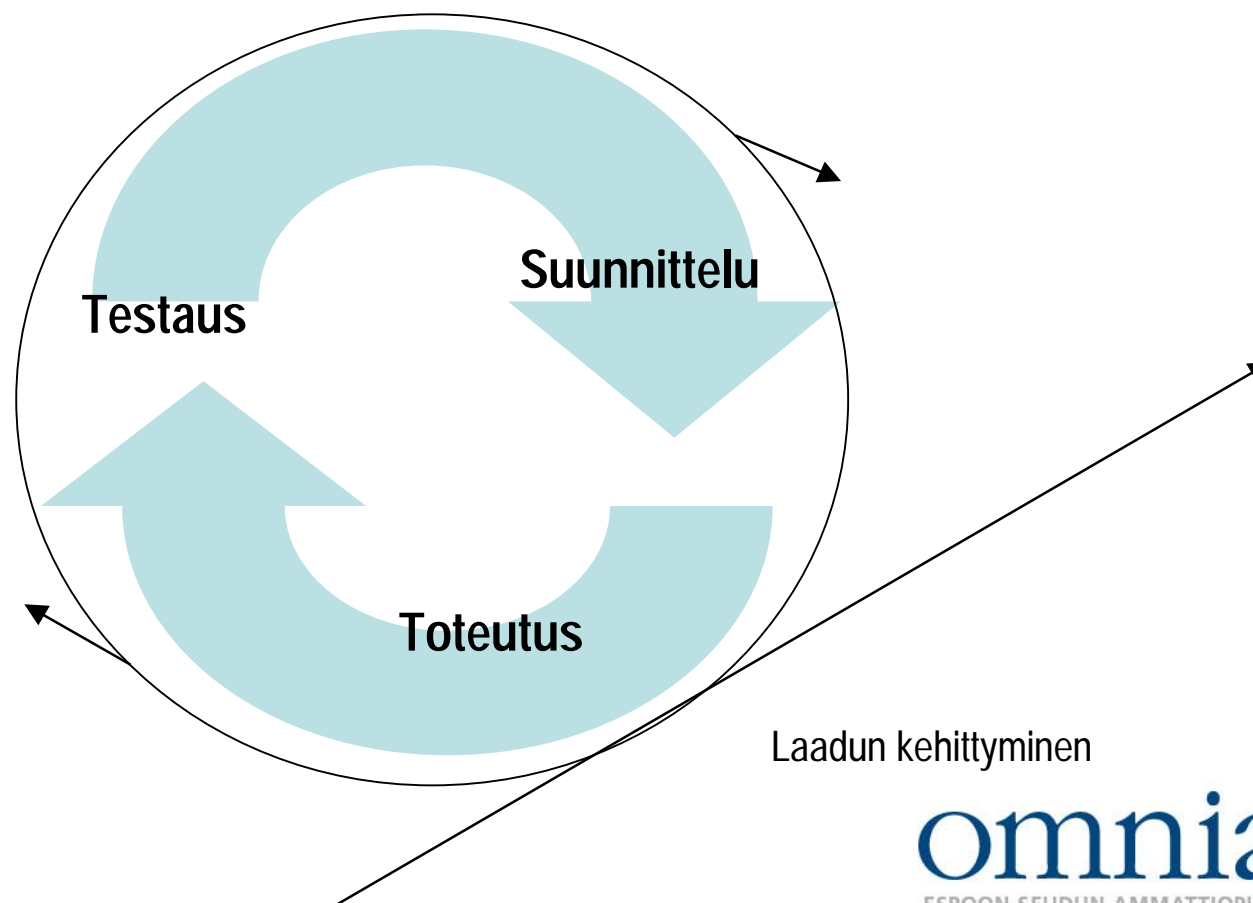 Suunnittelu
Testaus
Toteutus
Laadun kehittyminen
omnia